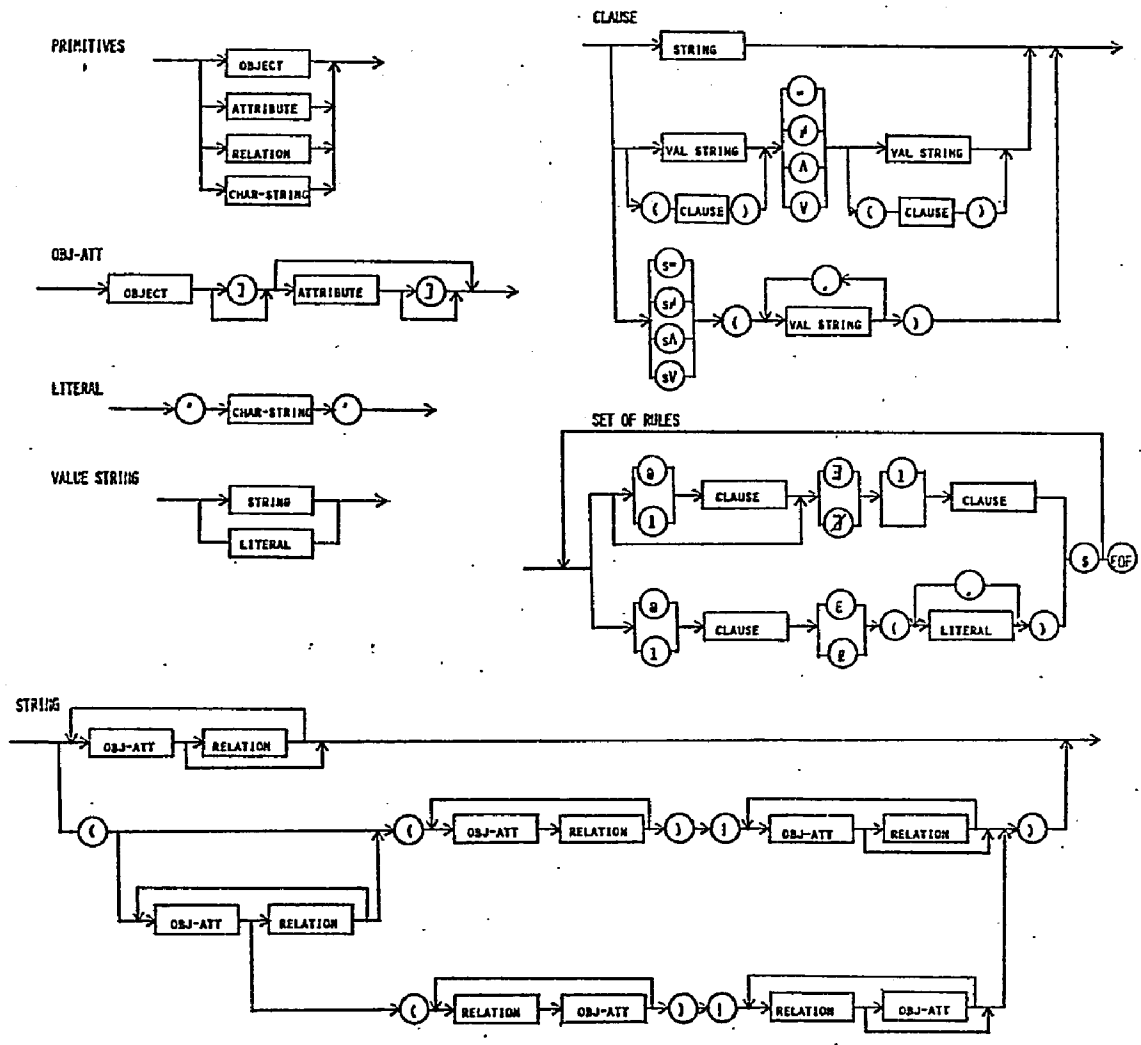 PRIMITIVES
OBJECT
ATTRIBUTE
RELATION
CHAR-STRING
OBJ-ATT
OBJECT
]
ATTRIBUTE
]
LITERAL
'
CHAR-STRING
'
VALUE STRING
STRING
LITERAL
CLAUSE
STRING
VAL STRING
( CLAUSE )
=
≠
Λ
V
VAL STRING
( CLAUSE )
s=
s≠
sΛ
sV
(
,
VAL STRING
)
SET OF RULES
CLAUSE
∃
∄
CLAUSE
CLAUSE
(
,
LITERAL
)
EOF
STRING
OBJ-ATT
RELATION
(
(
OBJ-ATT
RELATION
)
|
OBJ-ATT
RELATION
)
OBJ-ATT
RELATION
(
RELATION
OBJ-ATT
)
|
RELATION
OBJ-ATT